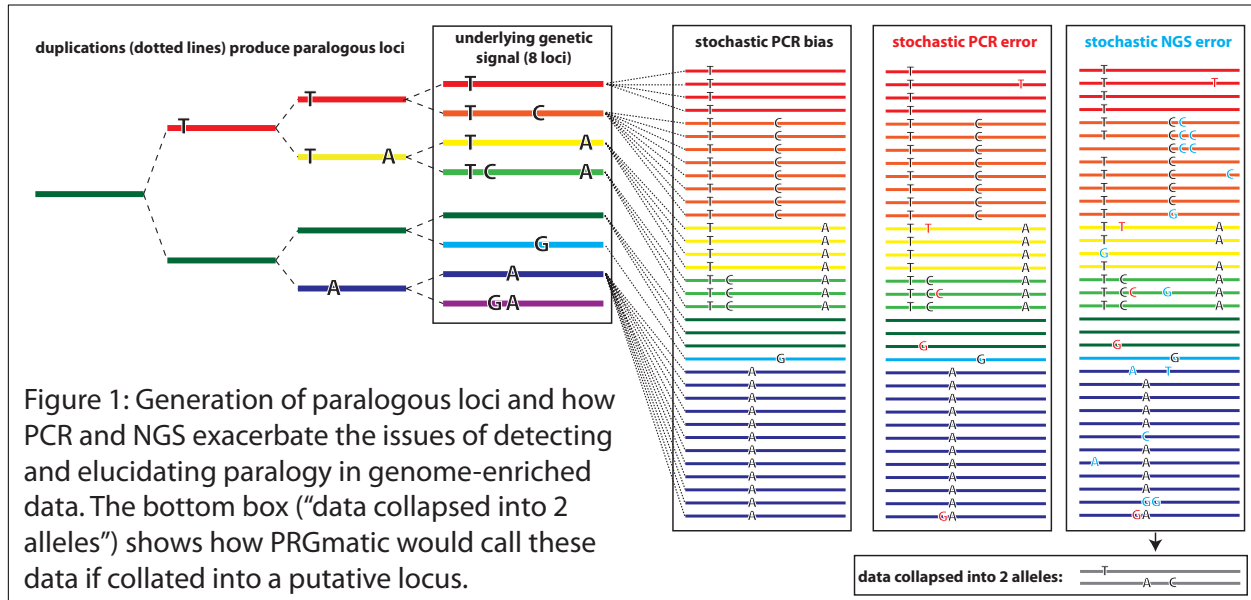 duplications (dotted lines) produce paralogous loci
T
T
T A
A
underlying genetic
signal (8 loci)
T
T C
T A
T C A
G
A
G A
stochastic PCR bias
T
T
T
T
T C
T C
T C
T C
T C
T C
T C
T C
T A
T A
T A
T A
T C A
T C A
T C A
G
A
A
A
A
A
A
A
A
A
A
A
A
stochastic PCR error
T
T T
T
T
T C
T C
T C
T C
T C
T C
T C
T C
T T A
T A
T A
T A
T C A
T C C A
T C A
G
G
A
A
A
A
A
A
A
A
A
A
A
G A
stochastic NGS error
T
T T
T
T
T C C
T C C C
C C C
T C
T C C
T C
T C
T G
T T A
T A
G
T A
T C A
T C C G A
T C A
G
G
A T
A
A
A
A
C
A
A A
A
A
G G
G A
data collapsed into 2 alleles:
T
A C
Figure 1: Generation of paralogous loci and how
PCR and NGS exacerbate the issues of detecting
and elucidating paralogy in genome-enriched
data. The bottom box (“data collapsed into 2
alleles”) shows how PRGmatic would call these
data if collated into a putative locus.